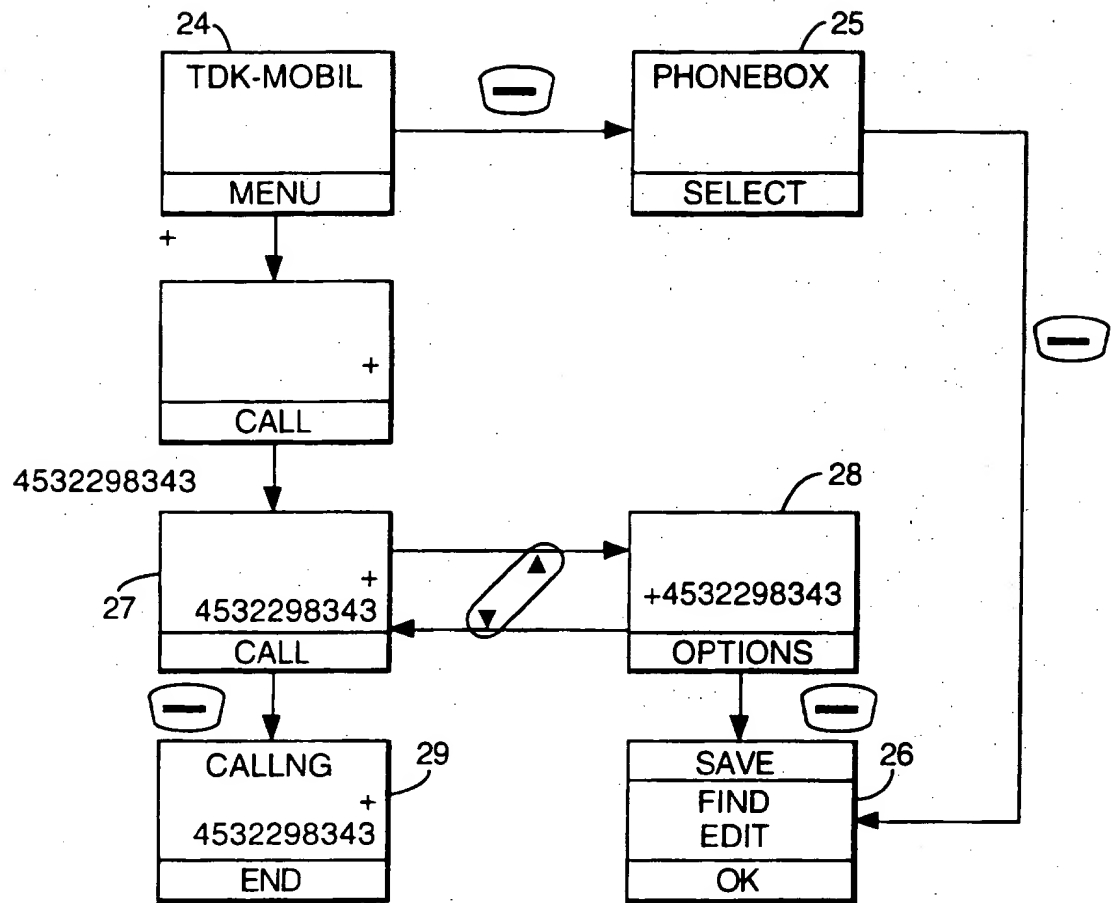 24
25
TDK-MOBIL
PHONEBOX
MENU
SELECT
+
+
CALL
4532298343
28
27
+
4532298343
+4532298343
CALL
OPTIONS
CALLNG
29
SAVE
26
+
FIND
4532298343
EDIT
END
OK